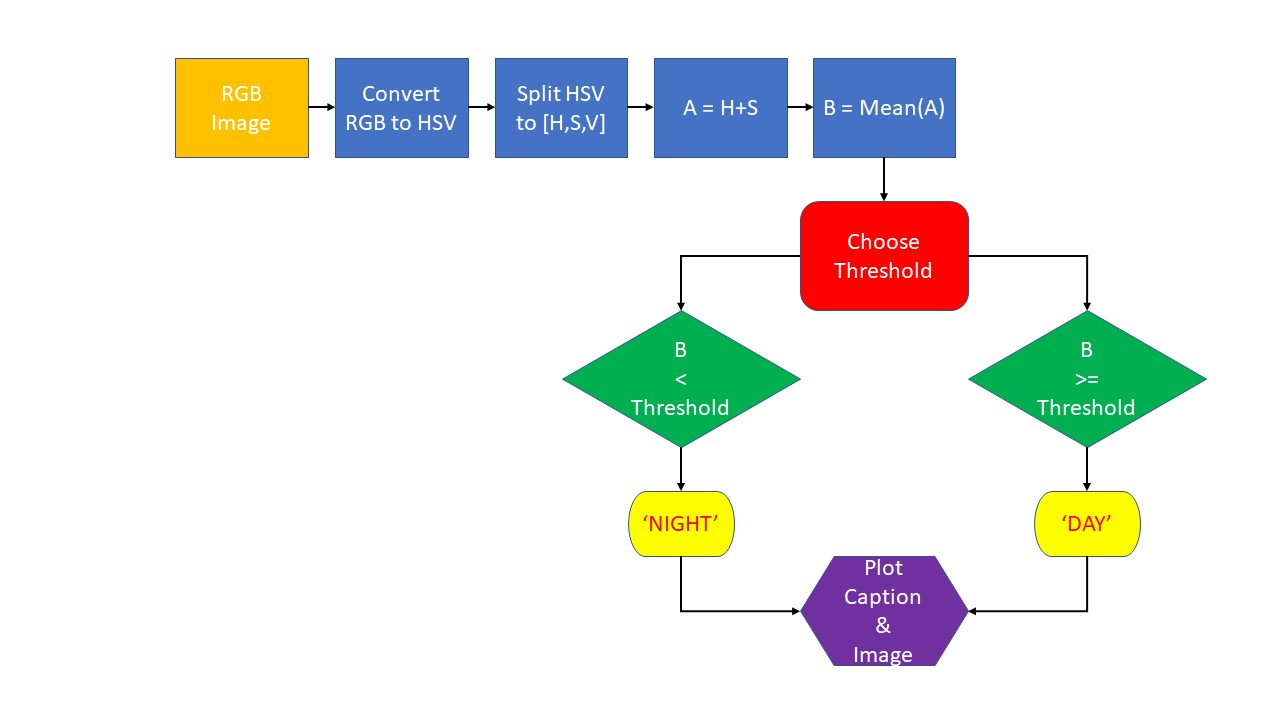 RGB
Image
Convert
RGB to HSV
Split HSV
to [H,S,V]
A = H+S
B = Mean(A)
Choose
Threshold
B
<
Threshold
B
>=
Threshold
‘NIGHT’
‘DAY’
Plot
Caption
&
Image